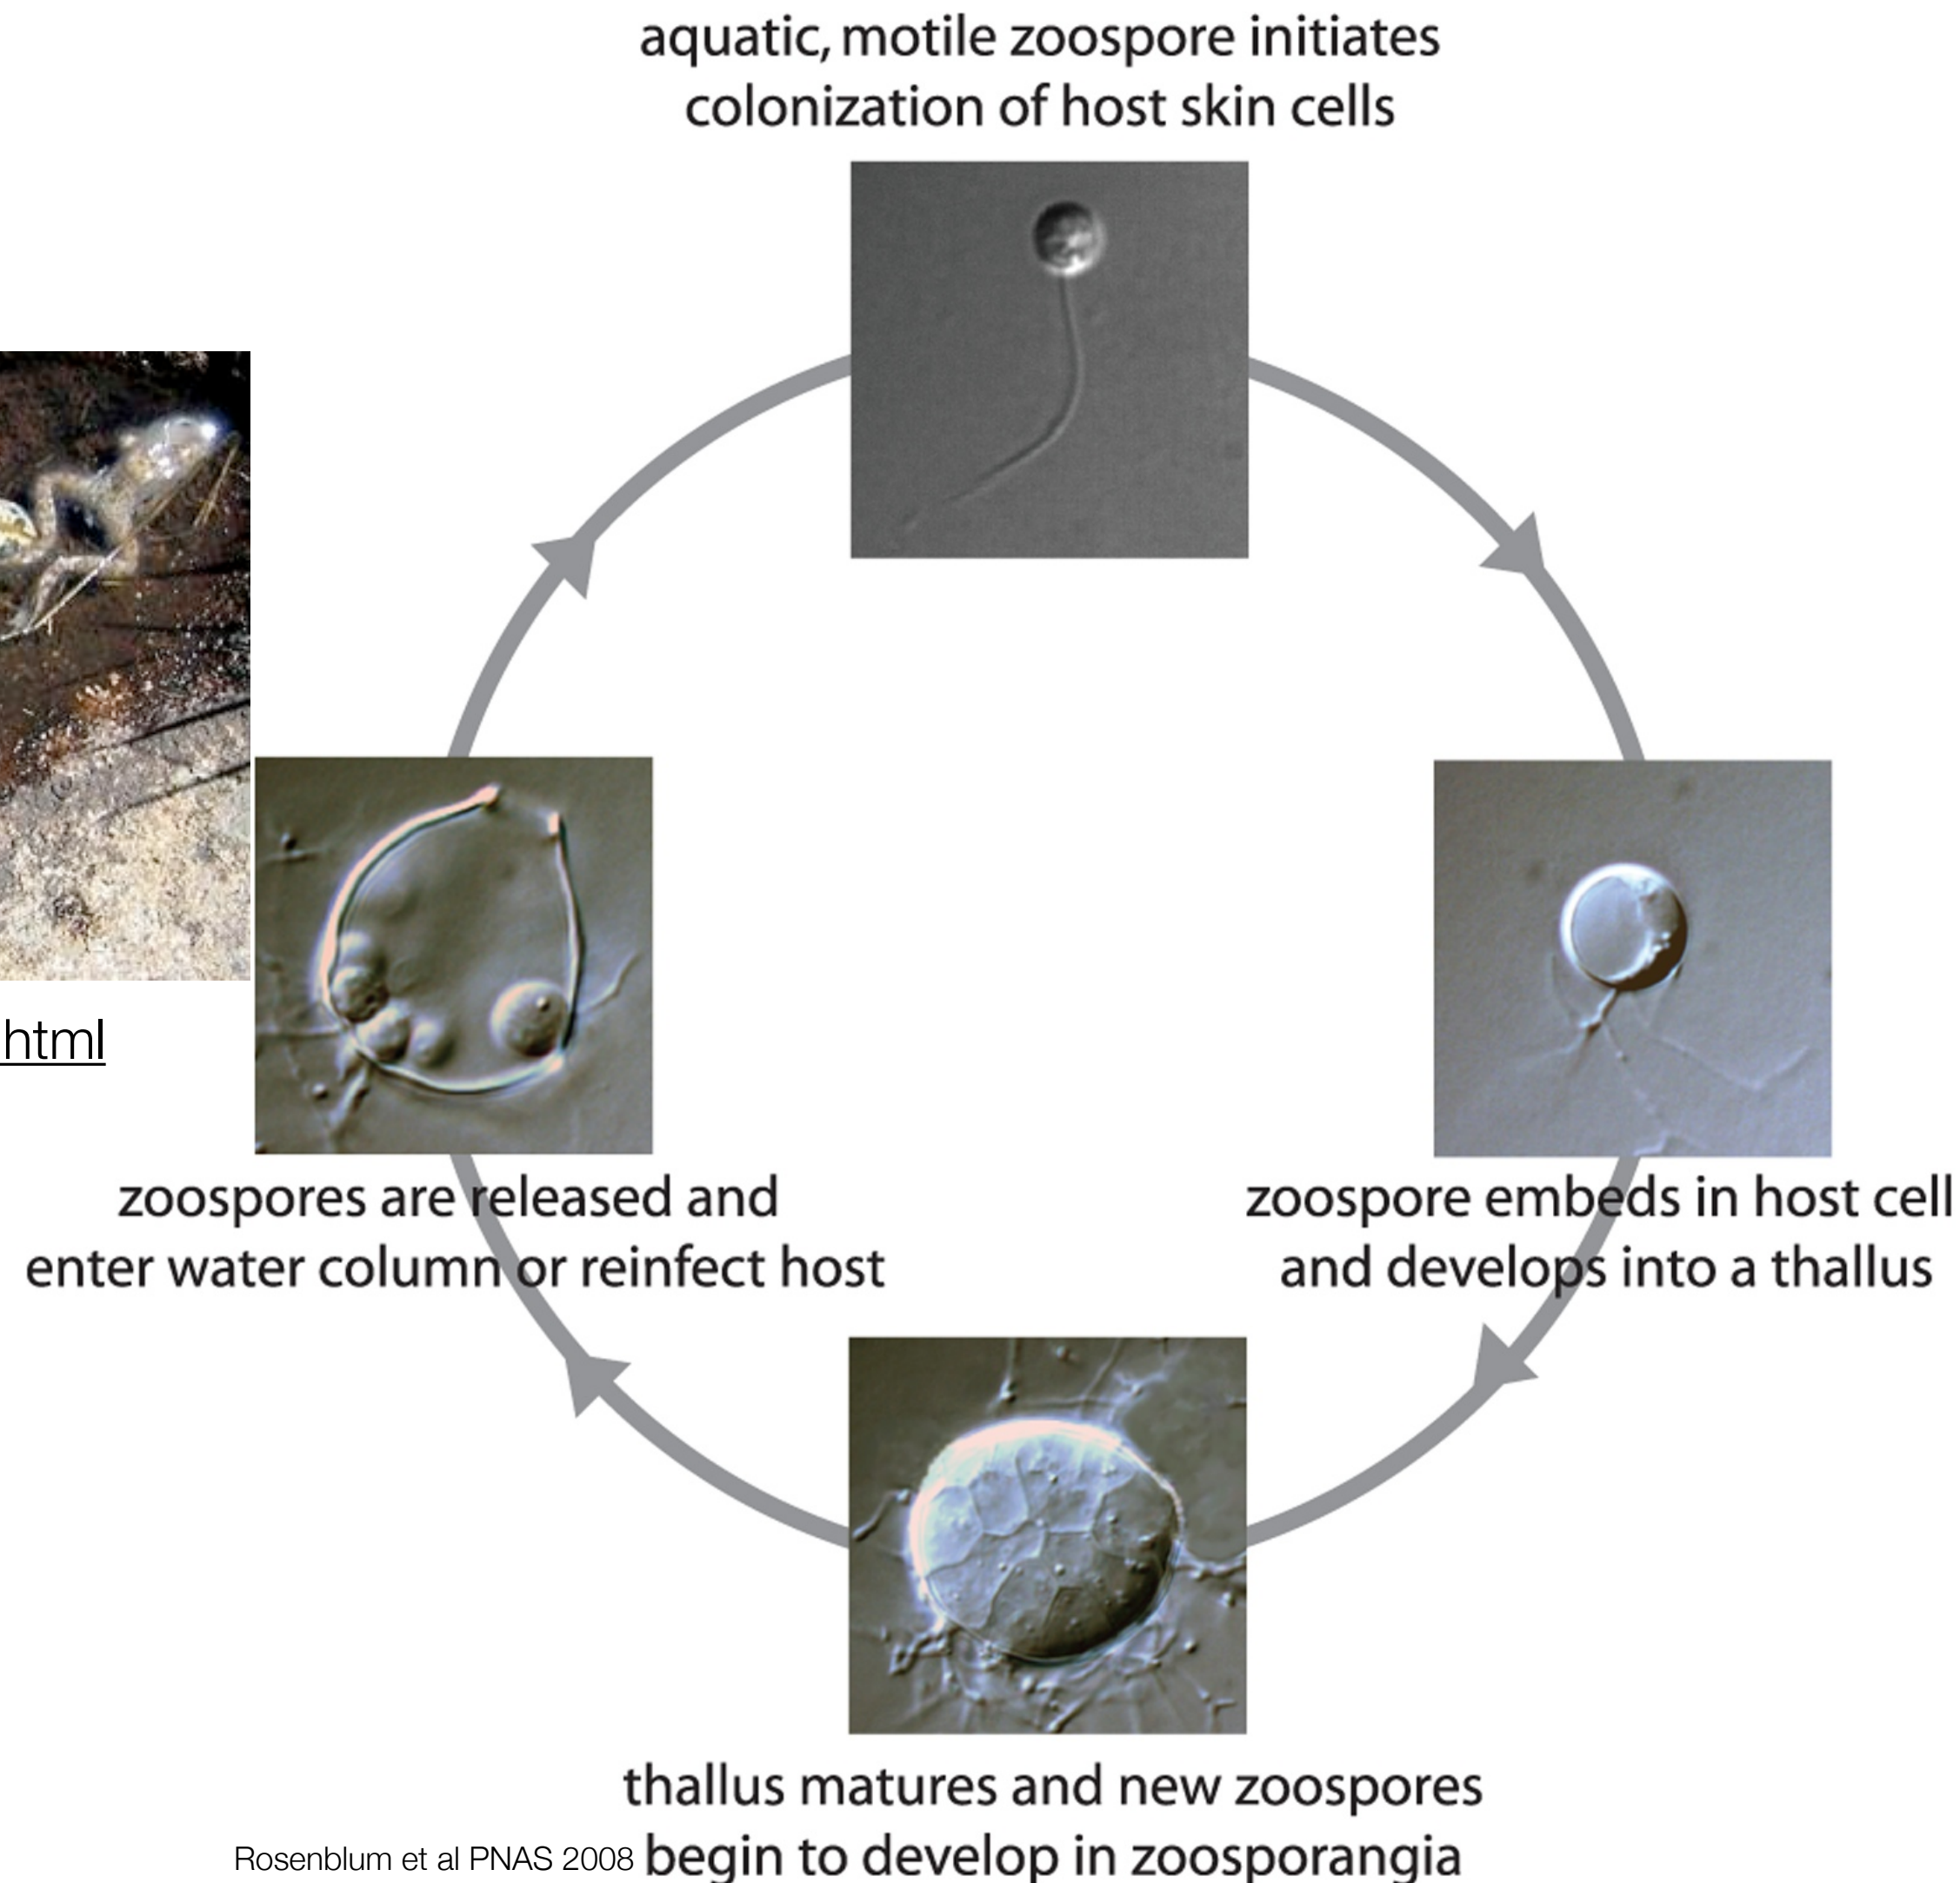 aquatic, motile zoospore initiates
colonization of host skin cells
html
zoospores are released and
enter water column or reinfect host
zoospore embeds in host cell
and develops into a thallus
thallus matures and new zoospores
begin to develop in zoosporangia
Rosenblum et al PNAS 2008